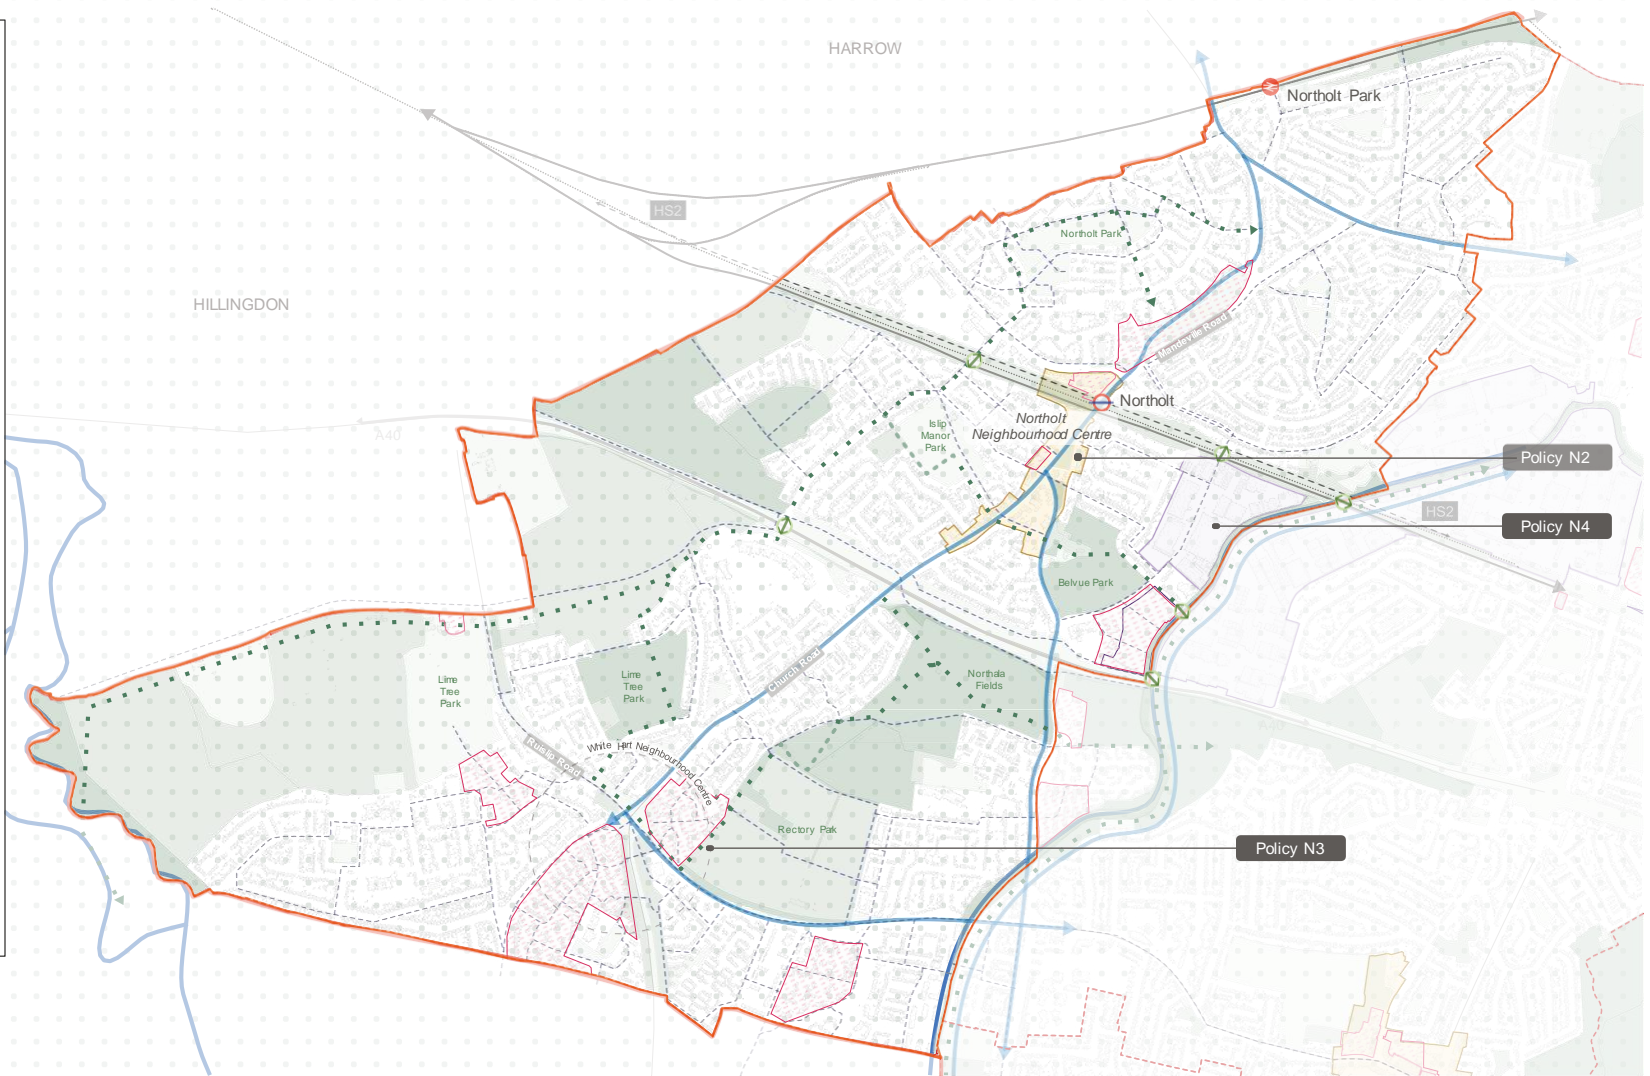 HARROW
Northolt Park
HS2
Northolt Park
HILLINGDON
Mandeville Road
Northolt
A40
Northolt
Neighbourhood Centre
Islip
Manor
Park
Policy N2
HS2
Policy N4
Belvue Park
Lime
Tree
Park
Lime
Tree
Park
Church Road
Northala
Fields
Ruislip Road
White Hart Neighbourhood Centre
Rectory Park
Policy N3